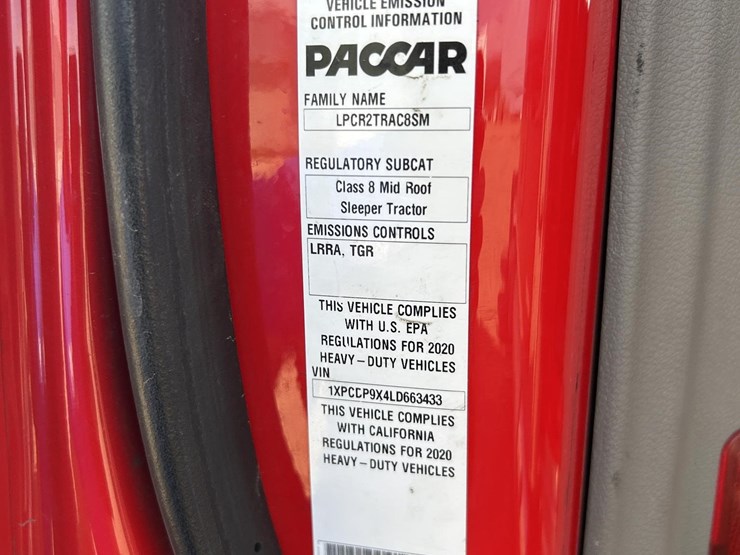 VEHICLE EMISSION
CONTROL INFORMATION
PACCAR
FAMILY NAME
LPCR2TRAC8SM
REGULATORY SUBCAT
Class 8 Mid Roof
Sleeper Tractor
EMISSIONS CONTROLS
LRRA, TGR
THIS VEHICLE COMPLIES
WITH U.S. EPA
REGULATIONS FOR 2020
HEAVY-DUTY VEHICLES
VIN
THIS VEHICLE COMPLIES
WITH CALIFORNIA
REGULATIONS FOR 2020
HEAVY-DUTY VEHICLES